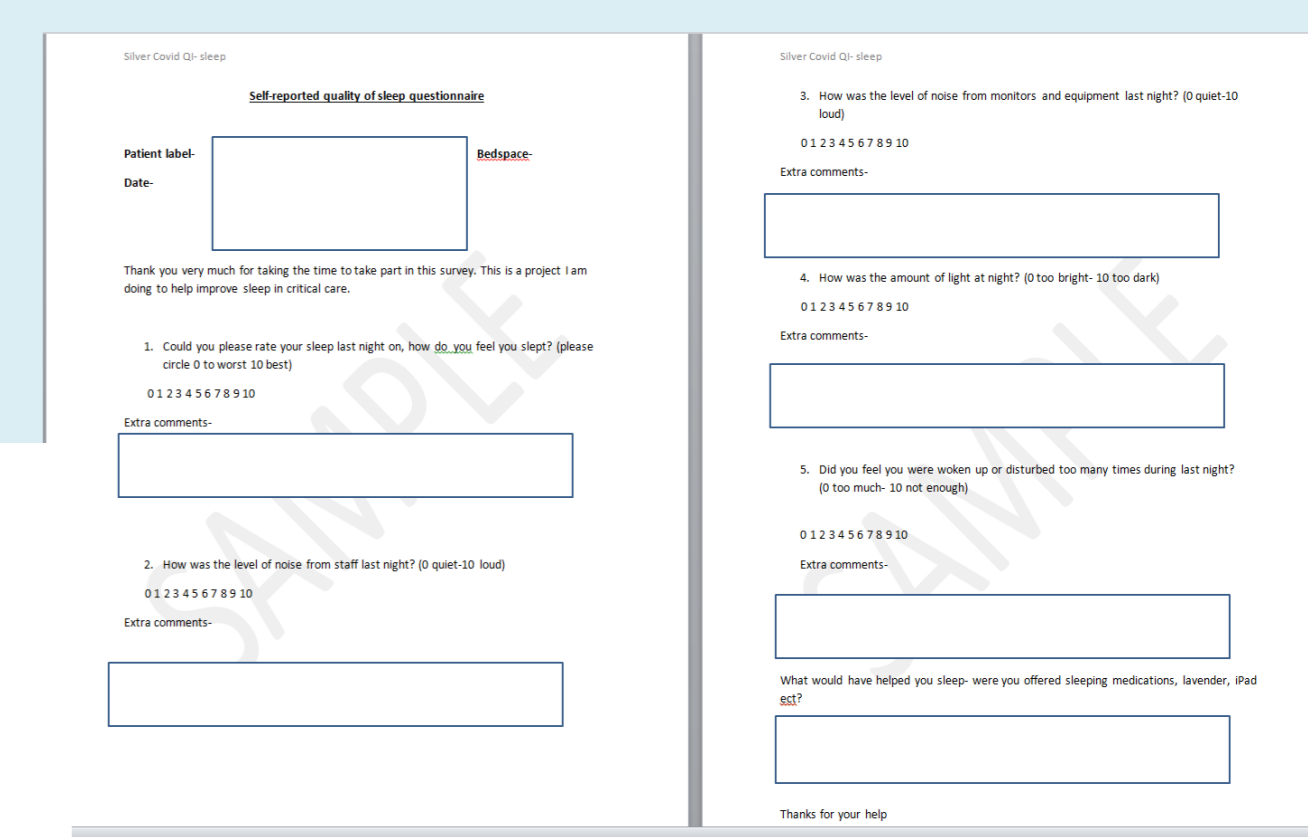 Silver Covid QI- sleep
Self-reported quality of sleep questionnaire
Patient label-
Bedspace-
Date-
Thank you very much for taking the time to take part in this survey. This is a project I am
doing to help improve sleep in critical care.
1. Could you please rate your sleep last night on, how do you feel you slept? (please
circle 0 to worst 10 best)
0 1 2 3 4 5 6 7 8 9 10
Extra comments-
2. How was the level of noise from staff last night? (0 quiet-10 loud)
0 1 2 3 4 5 6 7 8 9 10
Extra comments-
SAMPLE
Silver Covid QI- sleep
3. How was the level of noise from monitors and equipment last night? (0 quiet-10
loud)
0 1 2 3 4 5 6 7 8 9 10
Extra comments-
4. How was the amount of light at night? (0 too bright- 10 too dark)
0 1 2 3 4 5 6 7 8 9 10
Extra comments-
5. Did you feel you were woken up or disturbed too many times during last night?
(0 too much- 10 not enough)
0 1 2 3 4 5 6 7 8 9 10
Extra comments-
What would have helped you sleep- were you offered sleeping medications, lavender, iPad
ect?
Thanks for your help
SAMPLE